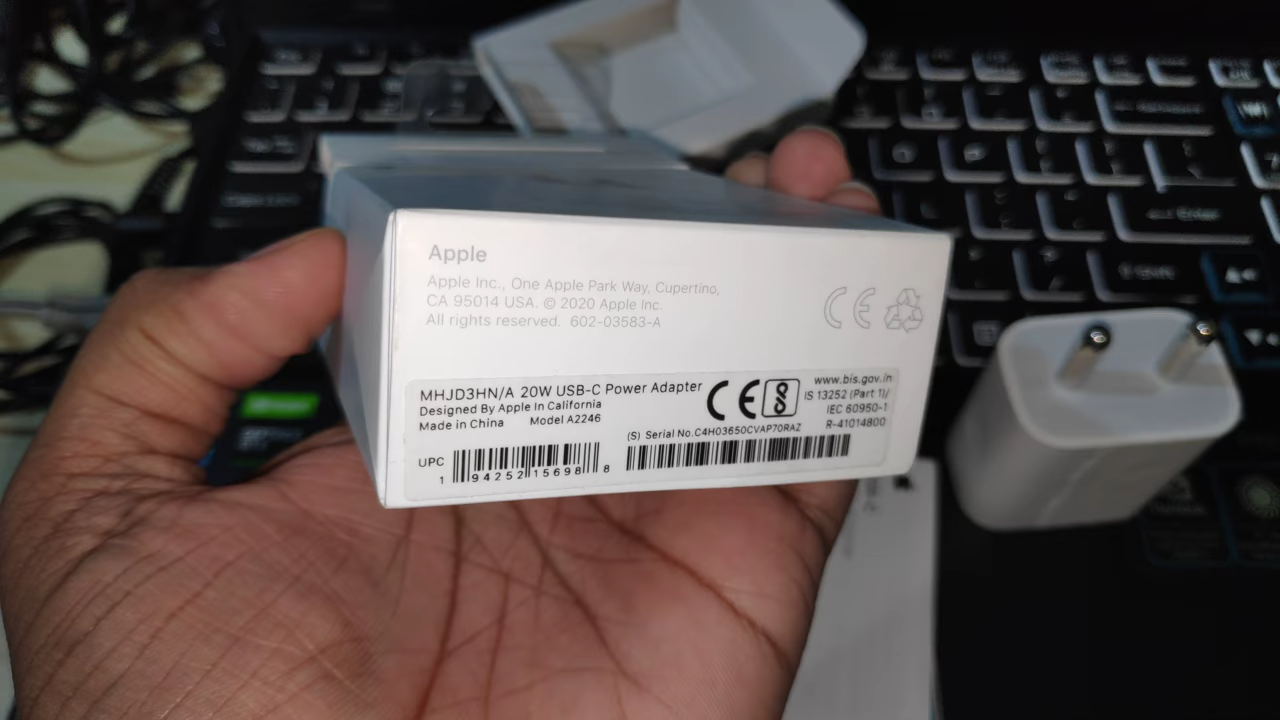 Apple
Apple Inc., One Apple Park Way, Cupertino,
CA 95014 USA. © 2020 Apple Inc.
All rights reserved. 602-03583-A
MHJD3HN/A 20W USB-C Power Adapter
Designed By Apple In California
Made in China Model A2246
CE
www.bis.gov.in
IS 13252 (Part 1)/
IEC 60950-1
R-41014800
(S) Serial No.C4H03650CVAP70RAZ
UPC
1 94252 15698 8
Enter